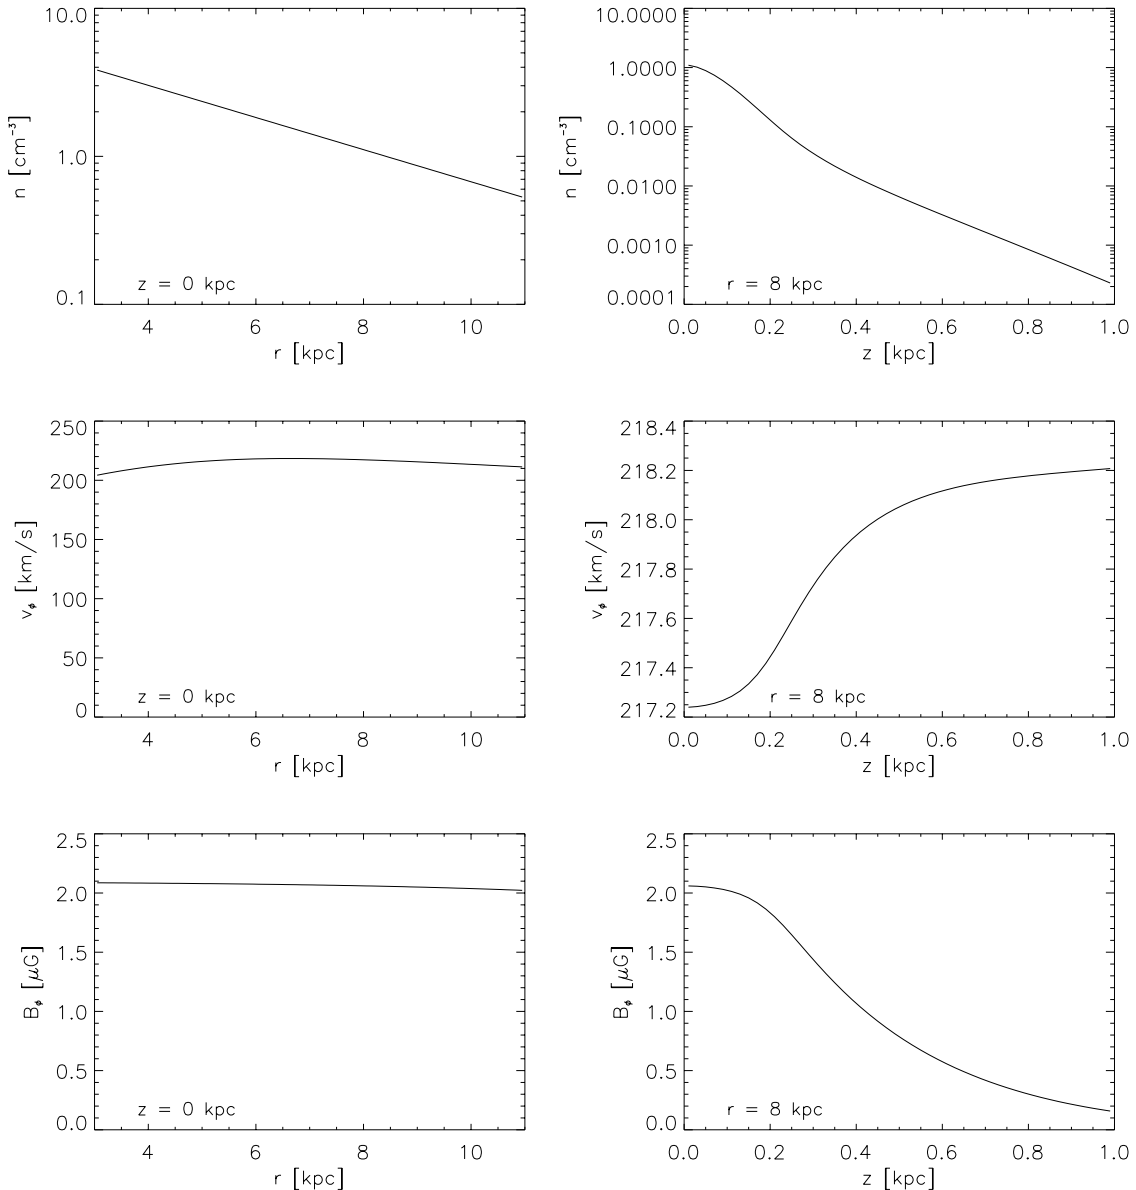 10.0
1.0
0.1
n [cm⁻³]
z = 0 kpc
4 6 8 10
r [kpc]
10.0000
1.0000
0.1000
0.0100
0.0010
0.0001
n [cm⁻³]
r = 8 kpc
0.0 0.2 0.4 0.6 0.8 1.0
z [kpc]
250
200
150
100
50
0
v_ϕ [km/s]
z = 0 kpc
4 6 8 10
r [kpc]
218.4
218.2
218.0
217.8
217.6
217.4
217.2
v_ϕ [km/s]
r = 8 kpc
0.0 0.2 0.4 0.6 0.8 1.0
z [kpc]
2.5
2.0
1.5
1.0
0.5
0.0
B_ϕ [μG]
z = 0 kpc
4 6 8 10
r [kpc]
2.5
2.0
1.5
1.0
0.5
0.0
B_ϕ [μG]
r = 8 kpc
0.0 0.2 0.4 0.6 0.8 1.0
z [kpc]